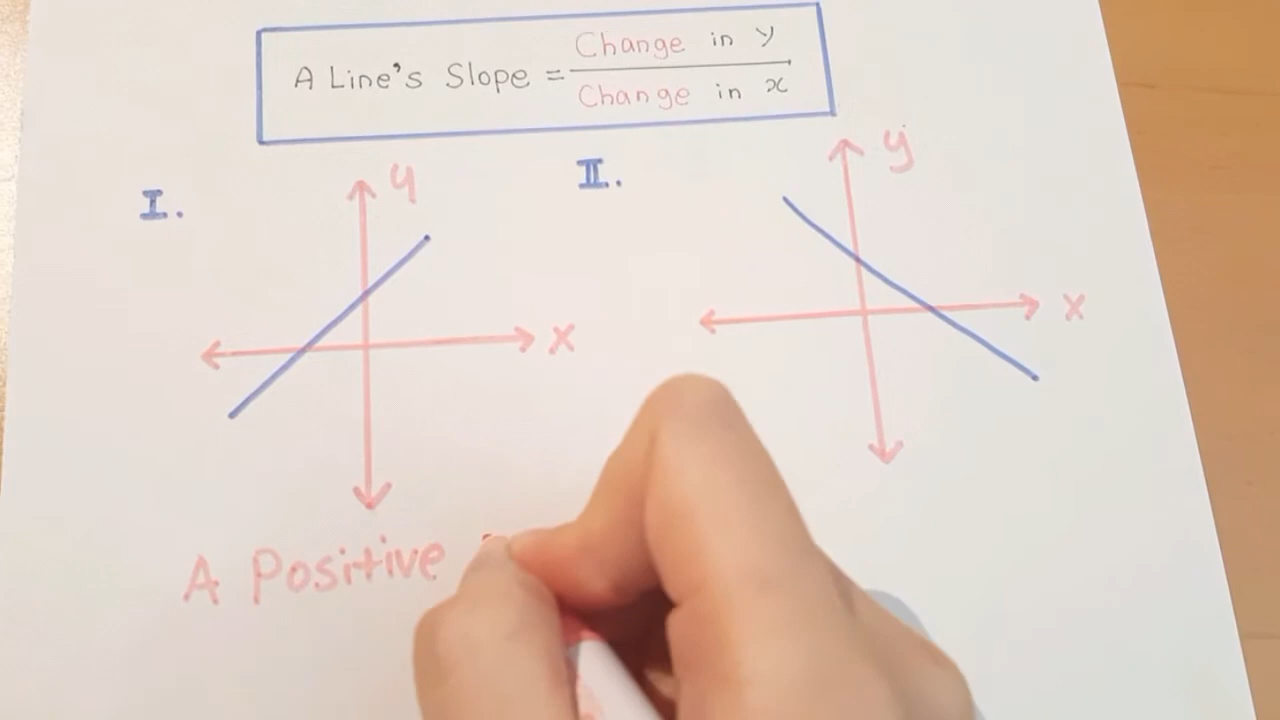 A Line's Slope = Change in y
Change in x
I.
II.
y
y
x
x
A Positive